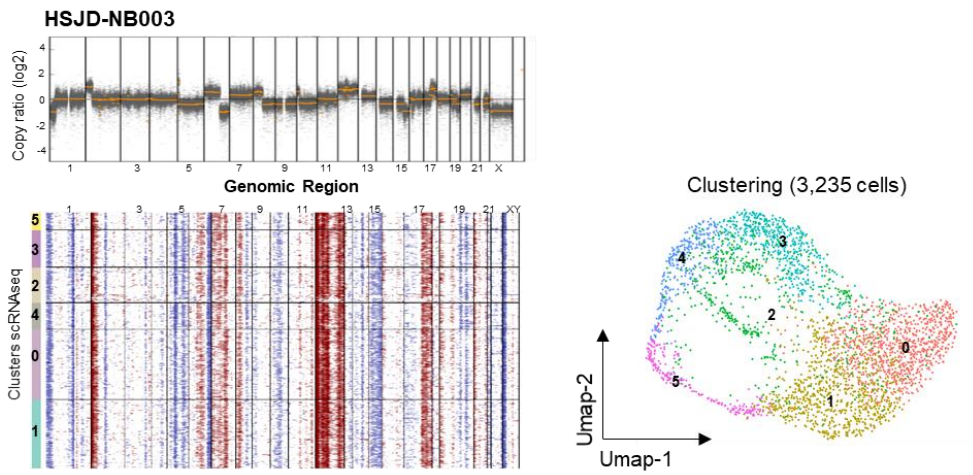 HSJD-NB003
Copy ratio (log2)
4
2
0
-2
-4
1 3 5 7 9 11 13 15 17 19 21 X
Genomic Region
1 3 5 7 9 11 13 15 17 19 21 XY
Clusters scRNAseq
5
3
2
4
0
1
Clustering (3,235 cells)
3
4
2
0
5
1
Umap-2
Umap-1